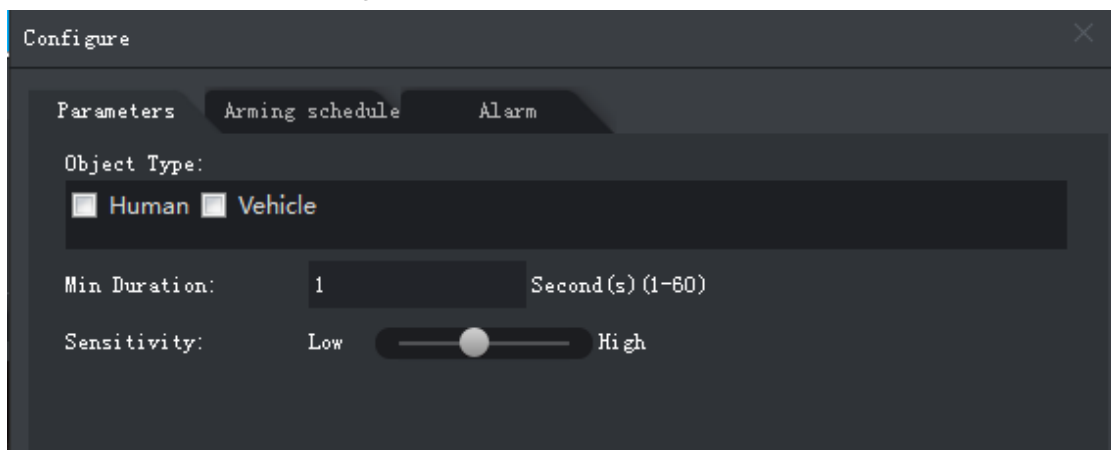 Configure
Parameters Arming schedule Alarm
Object Type:
Human Vehicle
Min Duration: 1 Second(s)(1-60)
Sensitivity: Low High